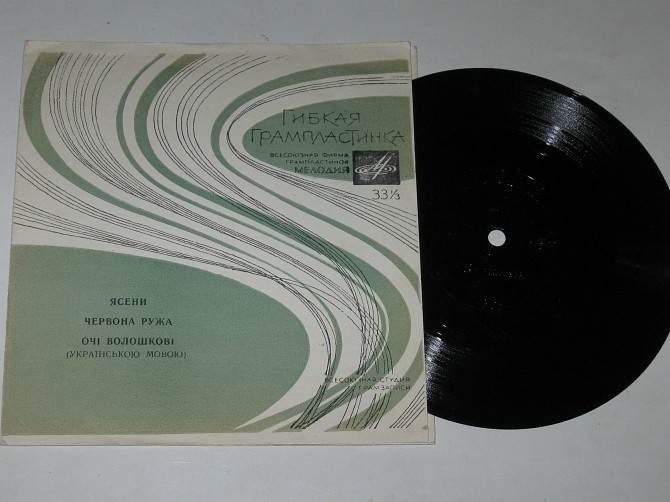 ГИБКАЯ
ГРАМПЛАСТИНКА
ВСЕСОЮЗНАЯ ФИРМА
ГРАМПЛАСТИНОК
МЕЛОДИЯ
33⅓
ЯСЕНИ
ЧЕРВОНА РУЖА
ОЧІ ВОЛОШКОВІ
(УКРАЇНСЬКОЮ МОВОЮ)
ВСЕСОЮЗНАЯ СТУДИЯ
ГРАМЗАПИСИ